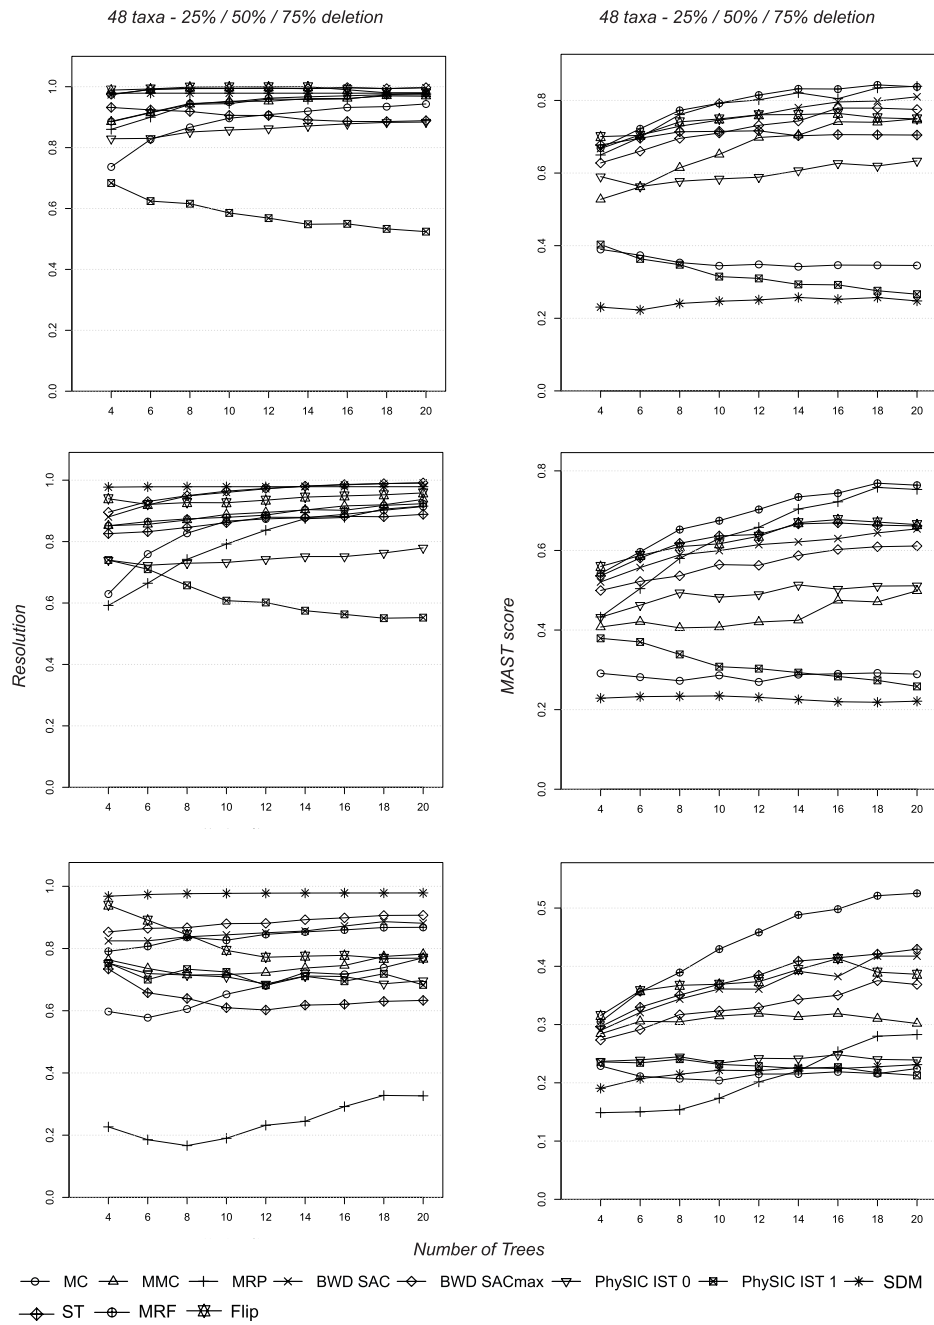 48 taxa - 25% / 50% / 75% deletion
48 taxa - 25% / 50% / 75% deletion
1.0
0.8
0.6
0.4
0.2
0.0
4 6 8 10 12 14 16 18 20
0.8
0.6
0.4
0.2
0.0
4 6 8 10 12 14 16 18 20
Resolution
1.0
0.8
0.6
0.4
0.2
0.0
4 6 8 10 12 14 16 18 20
MAST score
0.8
0.6
0.4
0.2
0.0
4 6 8 10 12 14 16 18 20
1.0
0.8
0.6
0.4
0.2
0.0
4 6 8 10 12 14 16 18 20
0.5
0.4
0.3
0.2
0.1
0.0
4 6 8 10 12 14 16 18 20
Number of Trees
MC MMC MRP BWD SAC BWD SACmax PhySIC IST 0 PhySIC IST 1 SDM
ST MRF Flip